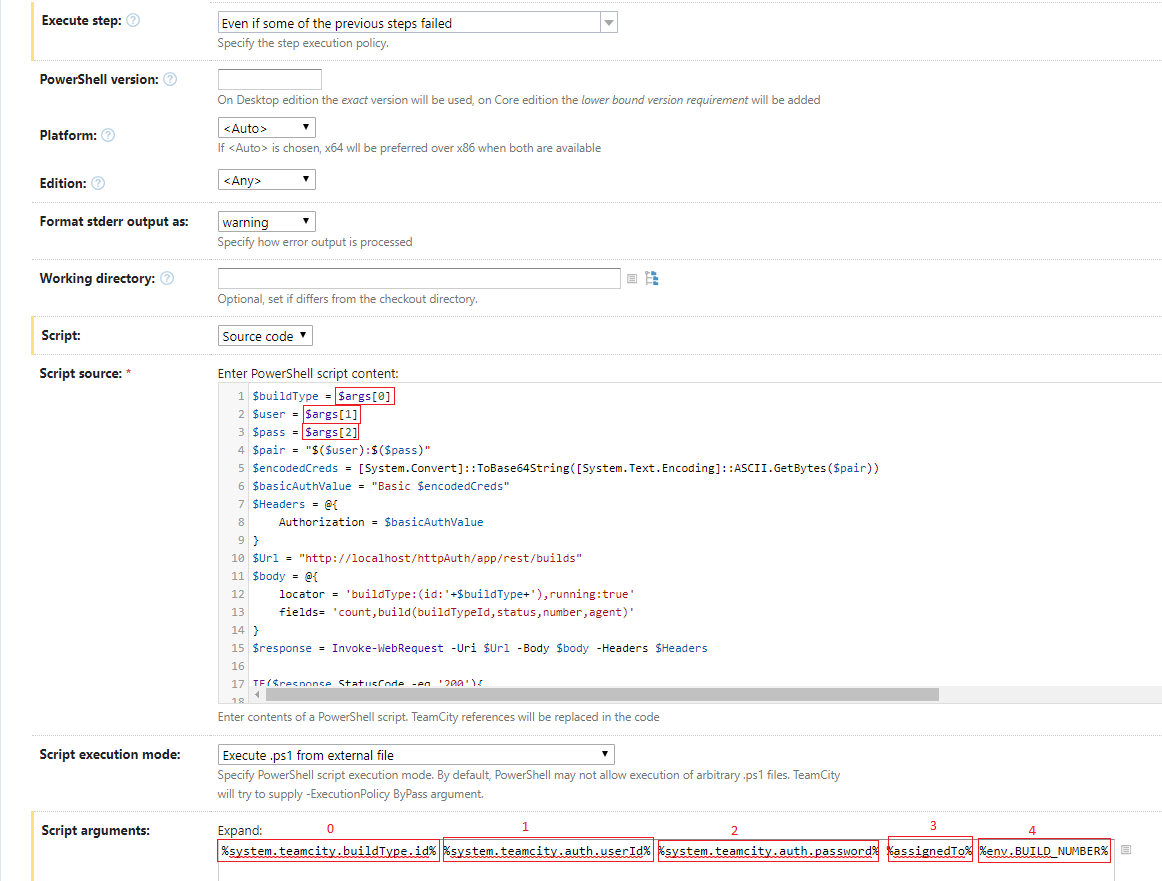 Execute step: ?
Even if some of the previous steps failed
Specify the step execution policy.
PowerShell version: ?
On Desktop edition the exact version will be used, on Core edition the lower bound version requirement will be added
Platform: ?
<Auto>
If <Auto> is chosen, x64 wll be preferred over x86 when both are available
Edition: ?
<Any>
Format stderr output as:
warning
Specify how error output is processed
Working directory: ?
Optional, set if differs from the checkout directory.
Script:
Source code
Script source: *
Enter PowerShell script content:
1 $buildType = $args[0]
2 $user = $args[1]
3 $pass = $args[2]
4 $pair = "$($user):$($pass)"
5 $encodedCreds = [System.Convert]::ToBase64String([System.Text.Encoding]::ASCII.GetBytes($pair))
6 $basicAuthValue = "Basic $encodedCreds"
7 $Headers = @{
8 Authorization = $basicAuthValue
9 }
10 $Url = "http://localhost/httpAuth/app/rest/builds"
11 $body = @{
12 locator = 'buildType:(id:'+$buildType+'),running:true'
13 fields= 'count,build(buildTypeId,status,number,agent)'
14 }
15 $response = Invoke-WebRequest -Uri $Url -Body $body -Headers $Headers
16
17 IF($response.StatusCode -eq '200'){
18
Enter contents of a PowerShell script. TeamCity references will be replaced in the code
Script execution mode:
Execute .ps1 from external file
Specify PowerShell script execution mode. By default, PowerShell may not allow execution of arbitrary .ps1 files. TeamCity
will try to supply -ExecutionPolicy ByPass argument.
Script arguments:
Expand: 0 1 2 3 4
%system.teamcity.buildType.id% %system.teamcity.auth.userId% %system.teamcity.auth.password% %assignedTo% %env.BUILD_NUMBER%